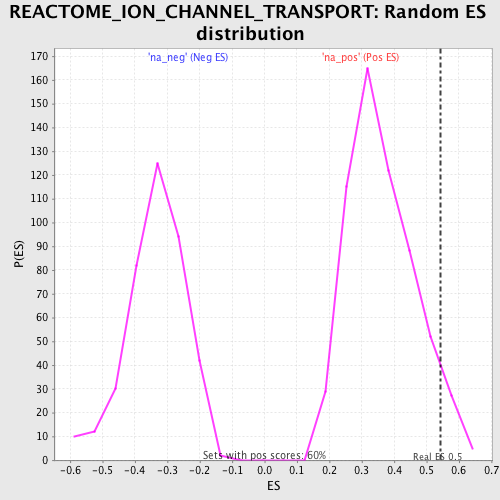 REACTOME_ION_CHANNEL_TRANSPORT: Random ES
distribution
'na_neg' (Neg ES)
'na_pos' (Pos ES)
170
160
150
140
130
120
110
100
90
80
70
60
50
40
30
20
10
0
P(ES)
Sets with pos scores: 60%
Real ES 0.5
-0.6 -0.5 -0.4 -0.3 -0.2 -0.1 0.0 0.1 0.2 0.3 0.4 0.5 0.6 0.7
ES